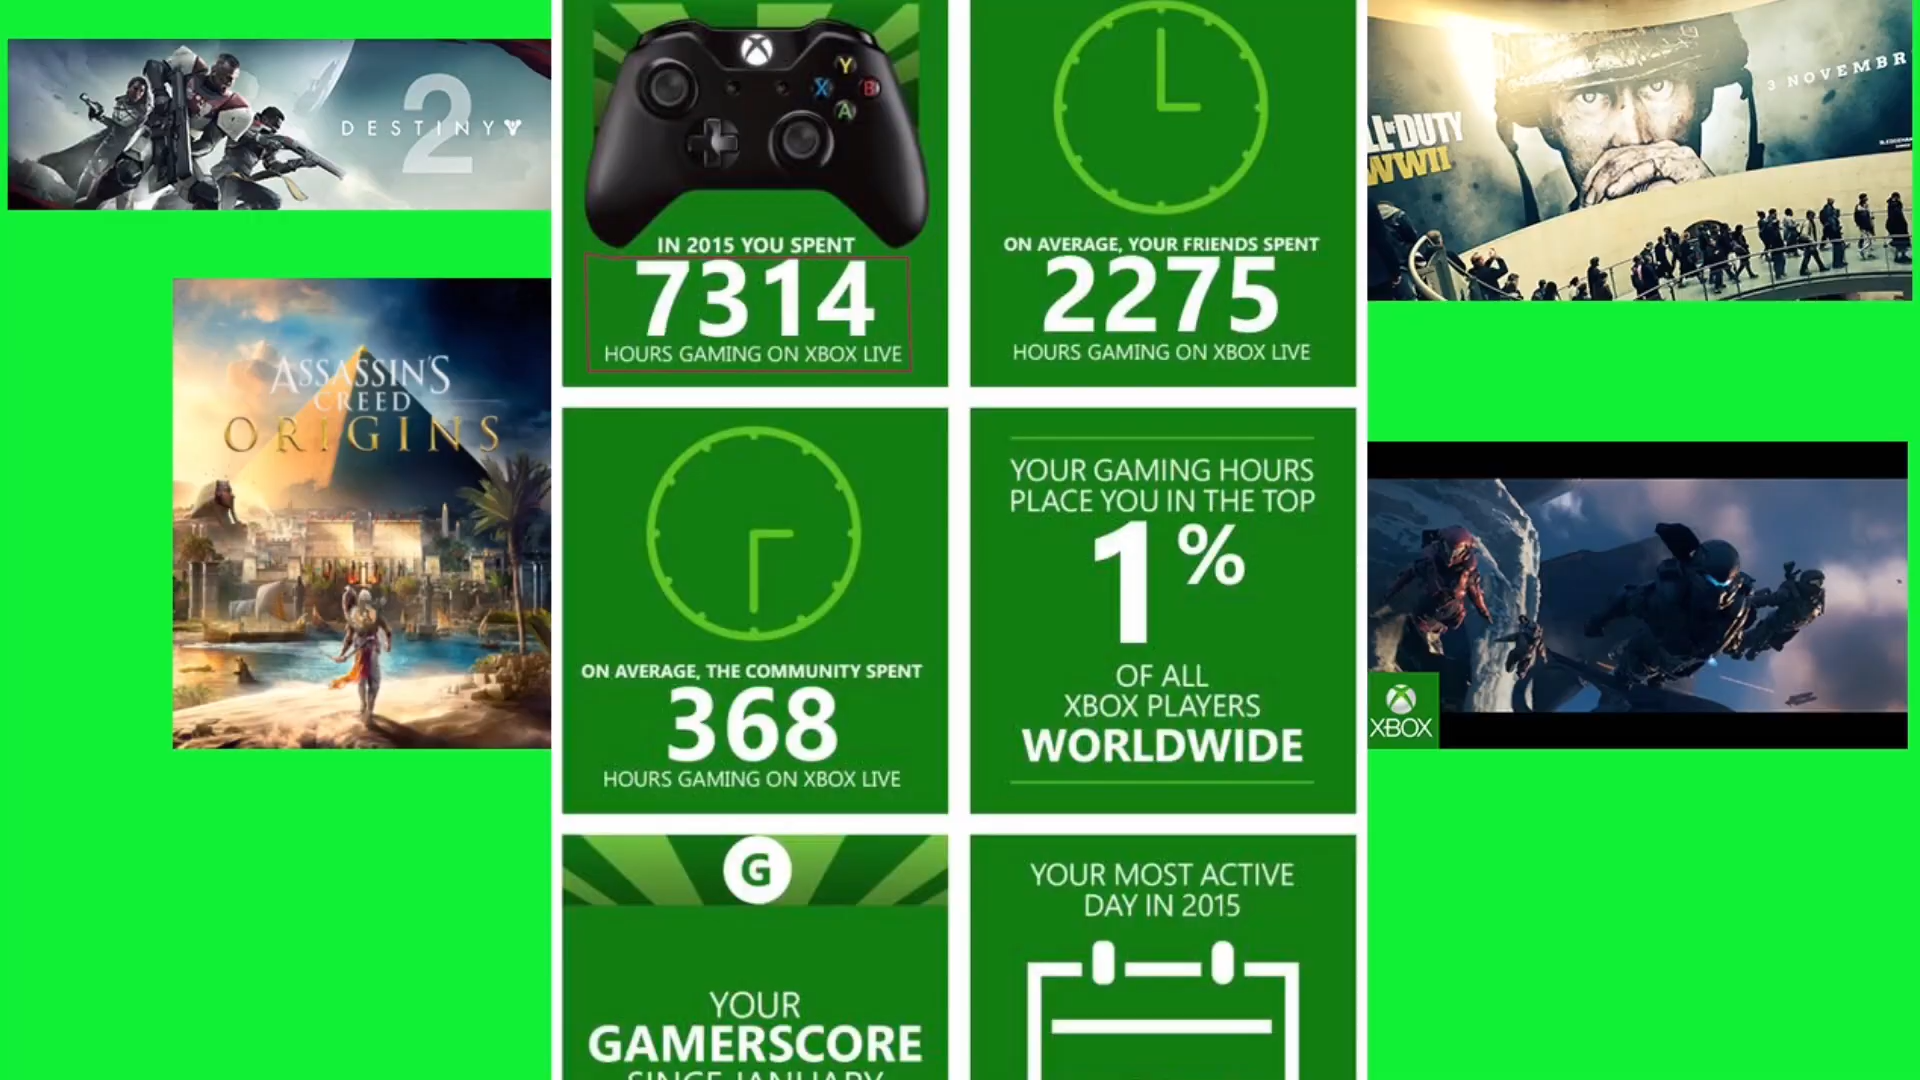 DESTINY 2
ASSASSIN'S
CREED
ORIGINS
Y
X
B
A
IN 2015 YOU SPENT
7314
HOURS GAMING ON XBOX LIVE
ON AVERAGE, YOUR FRIENDS SPENT
2275
HOURS GAMING ON XBOX LIVE
ON AVERAGE, THE COMMUNITY SPENT
368
HOURS GAMING ON XBOX LIVE
YOUR GAMING HOURS
PLACE YOU IN THE TOP
1%
OF ALL
XBOX PLAYERS
WORLDWIDE
G
YOUR
GAMERSCORE
SINCE JANUARY
YOUR MOST ACTIVE
DAY IN 2015
3 NOVEMBR
L OF DUTY
WWII
XBOX